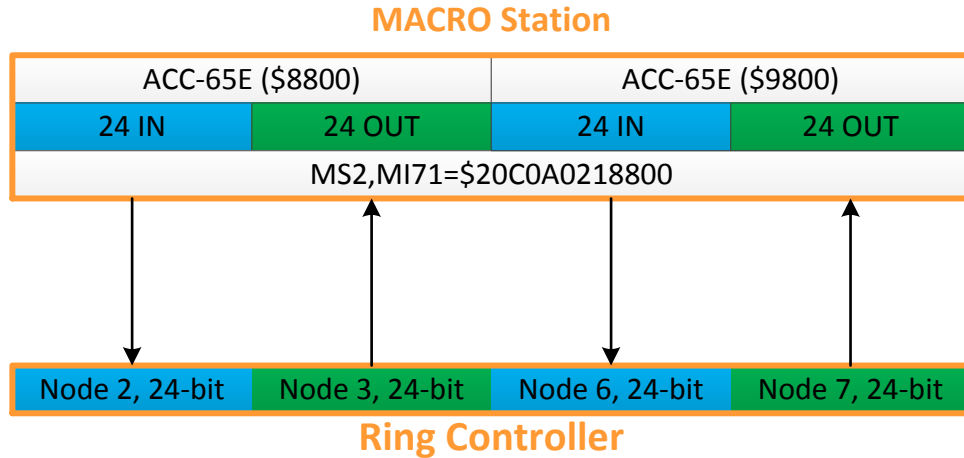 MACRO Station
ACC-65E ($8800) ACC-65E ($9800)
24 IN 24 OUT 24 IN 24 OUT
MS2,MI71=$20C0A0218800
Node 2, 24-bit Node 3, 24-bit Node 6, 24-bit Node 7, 24-bit
Ring Controller